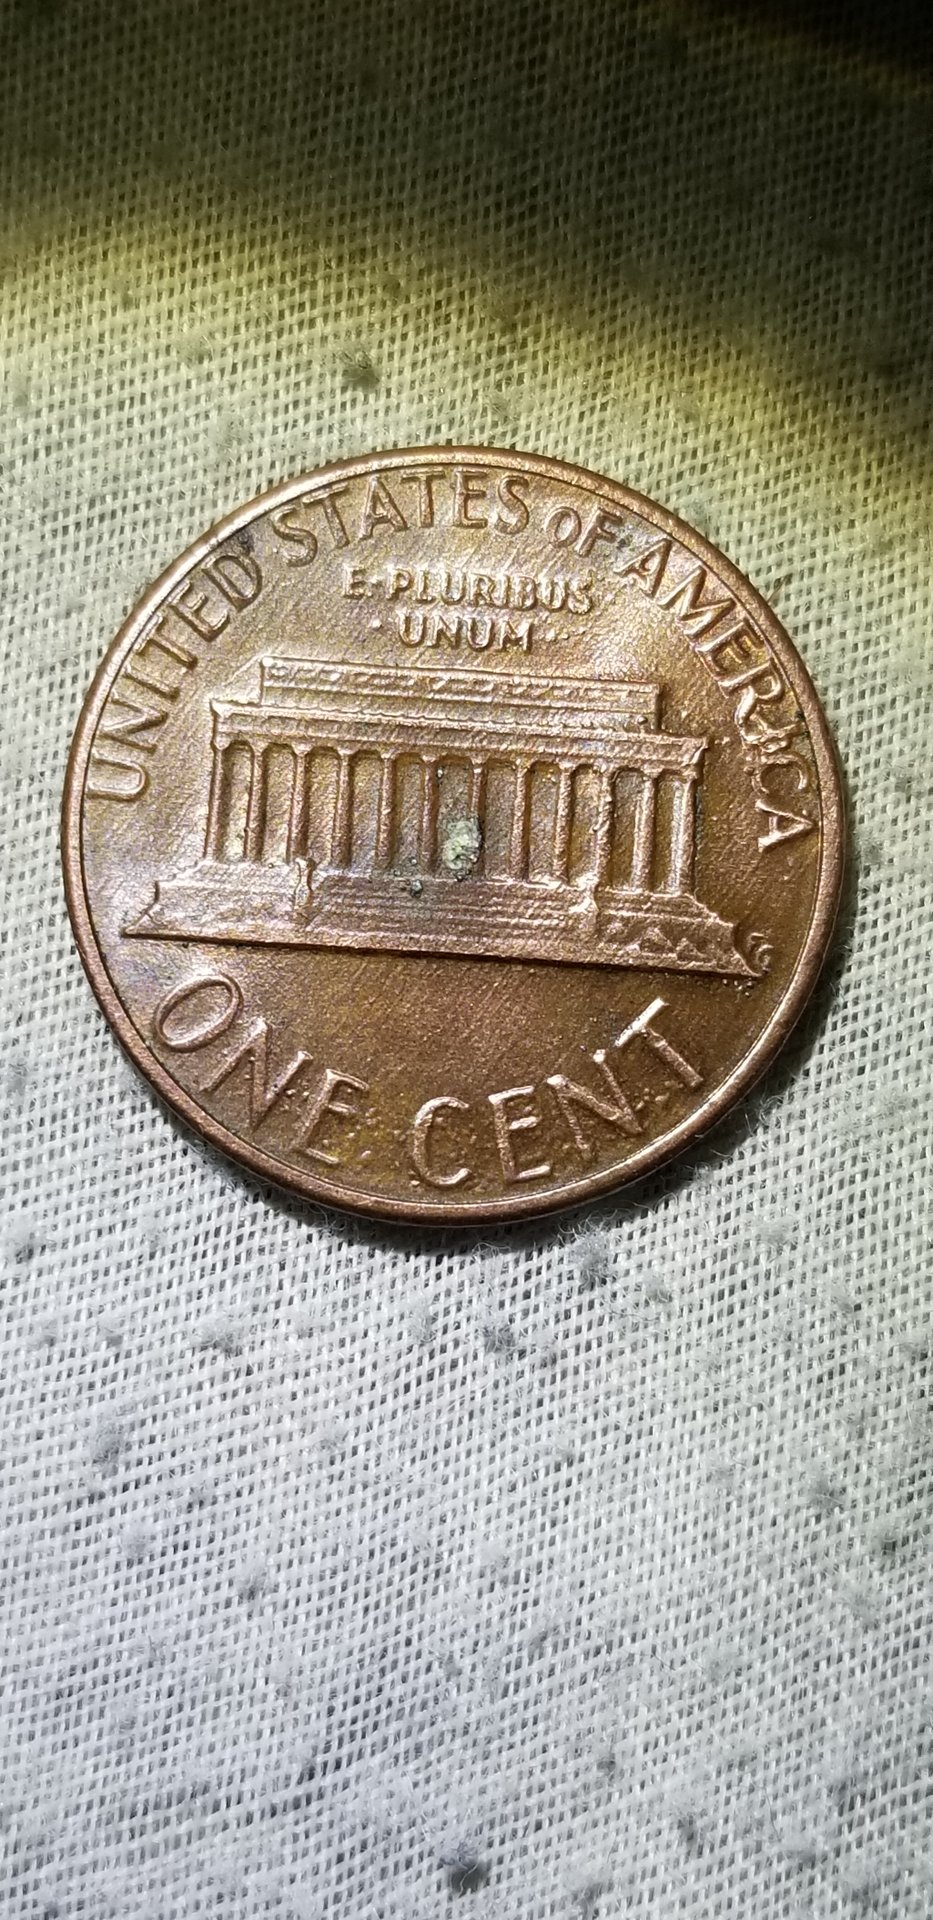 UNITED STATES OF AMERICA
E·PLURIBUS
·UNUM·
ONE CENT